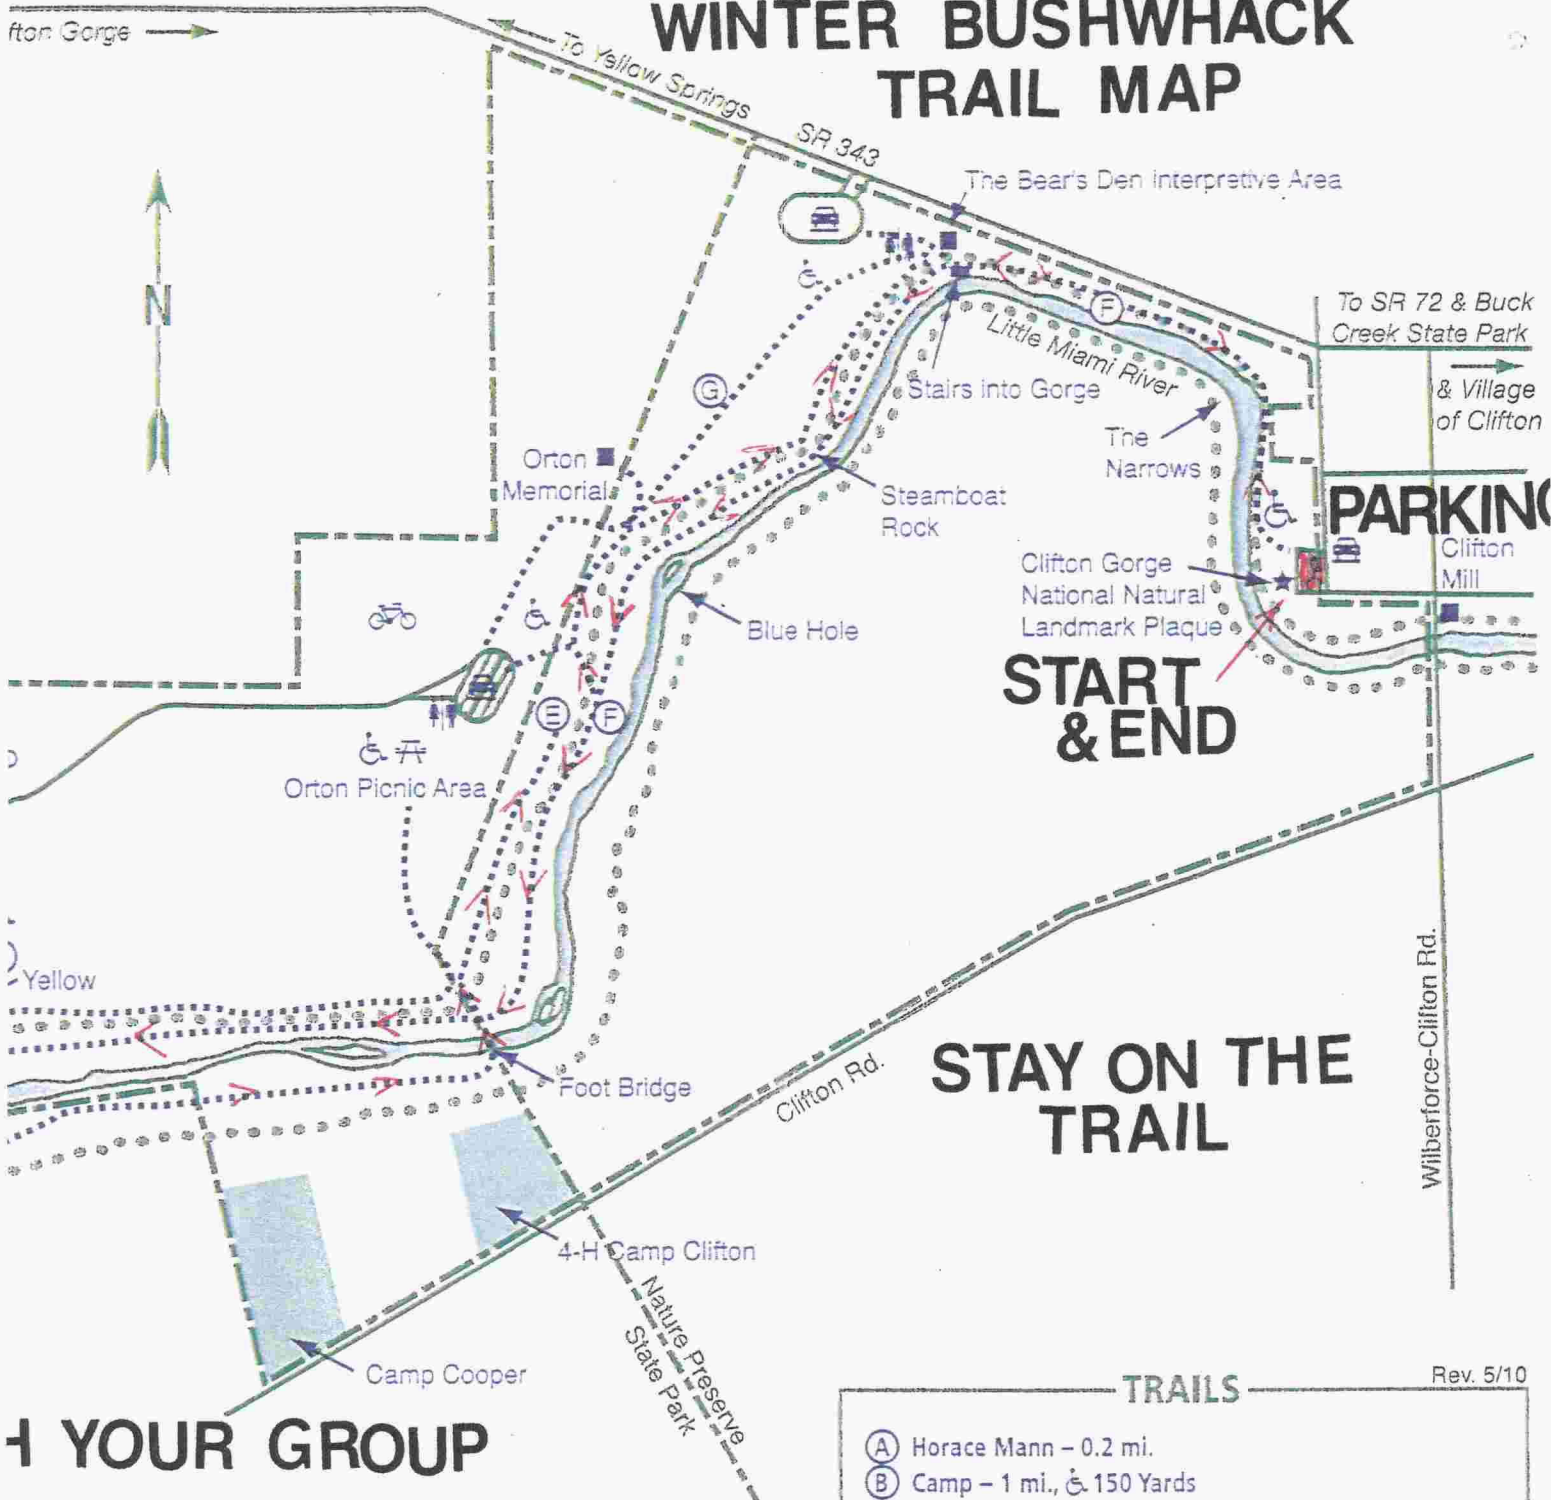 WINTER BUSHWHACK
TRAIL MAP
fton Gorge
To Yellow Springs
SR 343
The Bear's Den Interpretive Area
N
F
To SR 72 & Buck
Creek State Park
& Village
of Clifton
Little Miami River
Stairs into Gorge
G
The
Narrows
Orton
Memorial
Steamboat
Rock
PARKING
Clifton
Mill
Clifton Gorge
National Natural
Landmark Plaque
Blue Hole
START
& END
E
F
Orton Picnic Area
Yellow
Foot Bridge
Clifton Rd.
STAY ON THE
TRAIL
Wilberforce-Clifton Rd.
4-H Camp Clifton
Nature Preserve
State Park
Camp Cooper
H YOUR GROUP
Rev. 5/10
TRAILS
A Horace Mann – 0.2 mi.
B Camp – 1 mi., 150 Yards